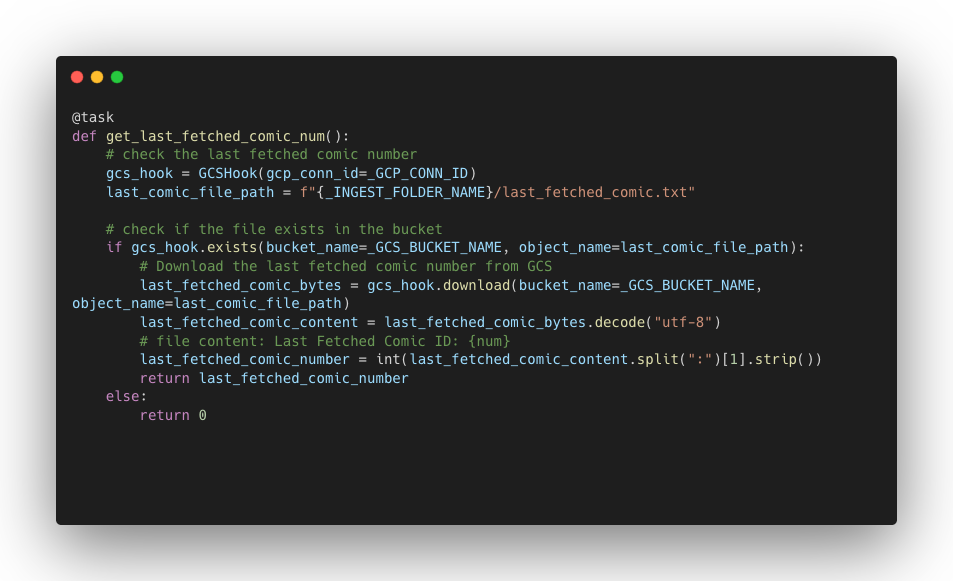 @task
def get_last_fetched_comic_num():
    # check the last fetched comic number
    gcs_hook = GCSHook(gcp_conn_id=_GCP_CONN_ID)
    last_comic_file_path = f"{_INGEST_FOLDER_NAME}/last_fetched_comic.txt"

    # check if the file exists in the bucket
    if gcs_hook.exists(bucket_name=_GCS_BUCKET_NAME, object_name=last_comic_file_path):
        # Download the last fetched comic number from GCS
        last_fetched_comic_bytes = gcs_hook.download(bucket_name=_GCS_BUCKET_NAME,
object_name=last_comic_file_path)
        last_fetched_comic_content = last_fetched_comic_bytes.decode("utf-8")
        # file content: Last Fetched Comic ID: {num}
        last_fetched_comic_number = int(last_fetched_comic_content.split(":")[1].strip())
        return last_fetched_comic_number
    else:
        return 0